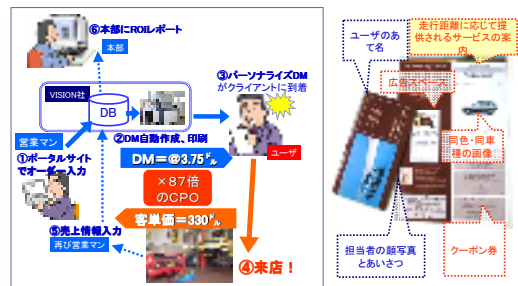 ⑥本部にROIレポート
本部
③パーソナライズDM
がクライアントに到着
VISION社
DB
営業マン
②DM自動作成、印刷
ユーザ
①ポータルサイト
でオーダー入力
DM=@3.75㌦
×87倍
のCPO
客単価=330㌦
⑤売上情報入力
再び営業マン
④来店！
ユーザのあ
て名
走行距離に応じて提
供されるサービスの案
内
広告スペース
同色・同車
種の画像
担当者の顔写真
とあいさつ
クーポン券